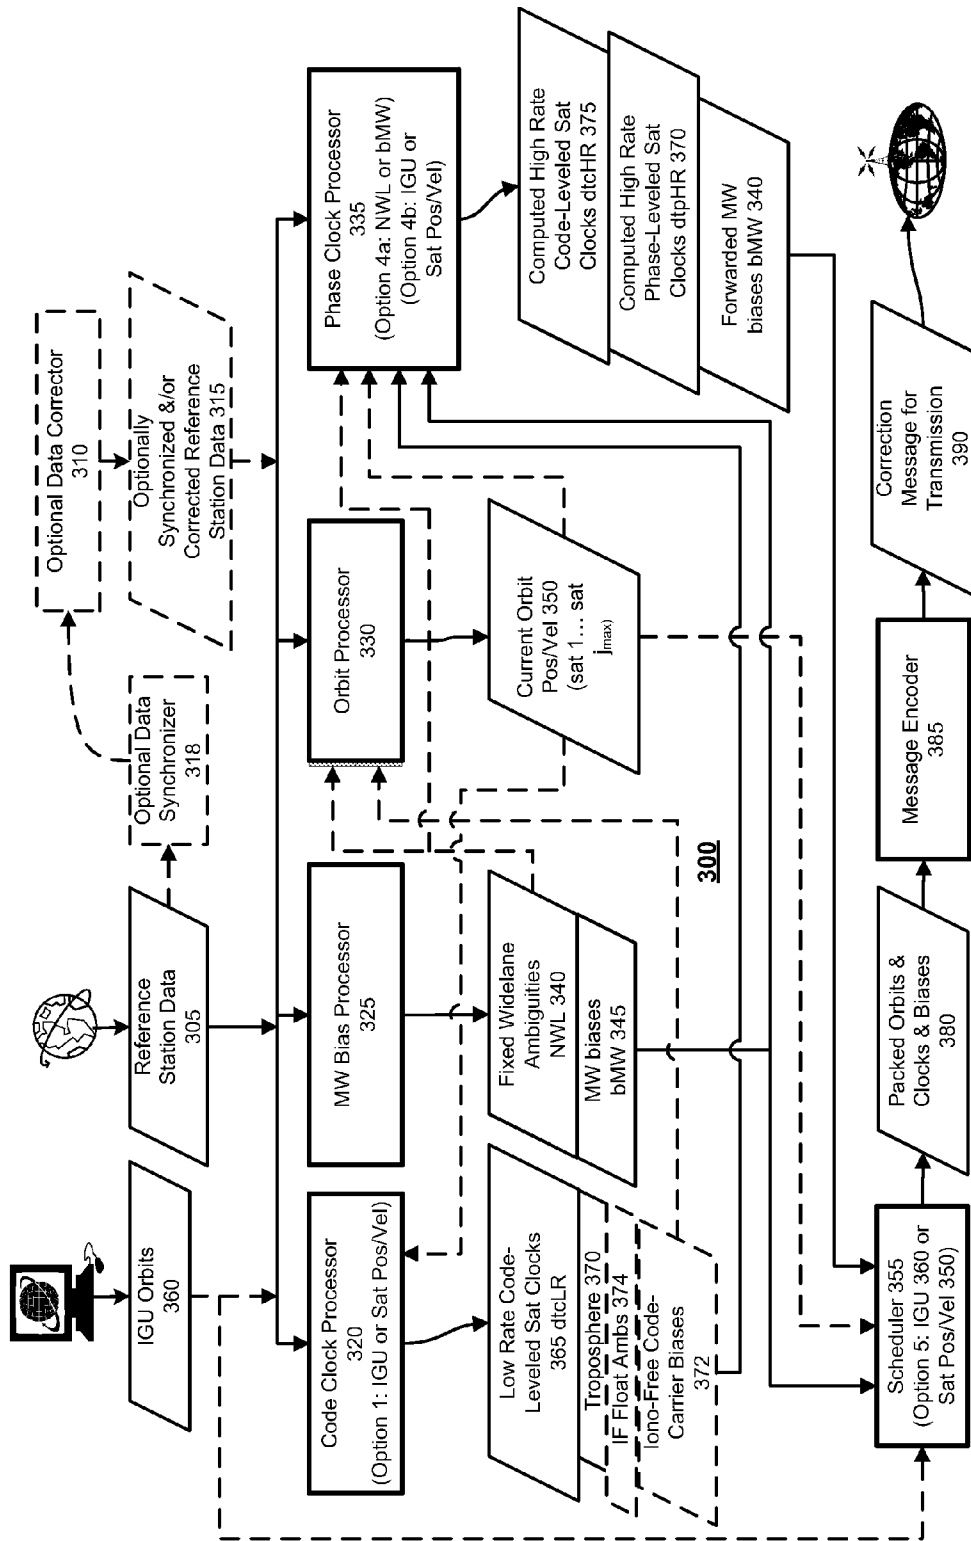 IGU Orbits
360
Reference
Station Data
305
Optional Data
Synchronizer
318
Optional Data Corrector
310
Optionally
Synchronized &/or
Corrected Reference
Station Data 315
Code Clock Processor
320
(Option 1: IGU or Sat Pos/Vel)
MW Bias Processor
325
Orbit Processor
330
Phase Clock Processor
335
(Option 4a: NWL or bMW)
(Option 4b: IGU or
Sat Pos/Vel)
Low Rate Code-
Leveled Sat Clocks
365 dtcLR
Troposphere 370
IF Float Ambs 374
Iono-Free Code-
Carrier Biases
372
Fixed Widelane
Ambiguities
NWL 340
MW biases
bMW 345
Current Orbit
Pos/Vel 350
(sat 1... sat
jmax)
Computed High Rate
Code-Leveled Sat
Clocks dtcHR 375
Computed High Rate
Phase-Leveled Sat
Clocks dtpHR 370
Forwarded MW
biases bMW 340
300
Scheduler 355
(Option 5: IGU 360 or
Sat Pos/Vel 350)
Packed Orbits &
Clocks & Biases
380
Message Encoder
385
Correction
Message for
Transmission
390